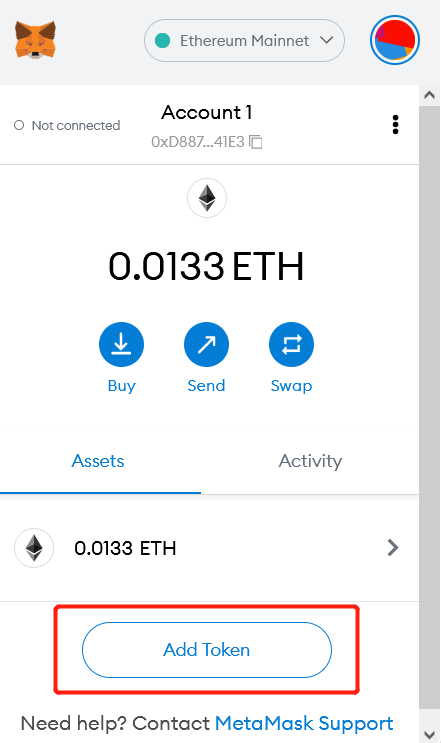 Ethereum Mainnet
Account 1
Not connected
0xD887...41E3
0.0133 ETH
Buy Send Swap
Assets Activity
0.0133 ETH
Add Token
Need help? Contact MetaMask Support